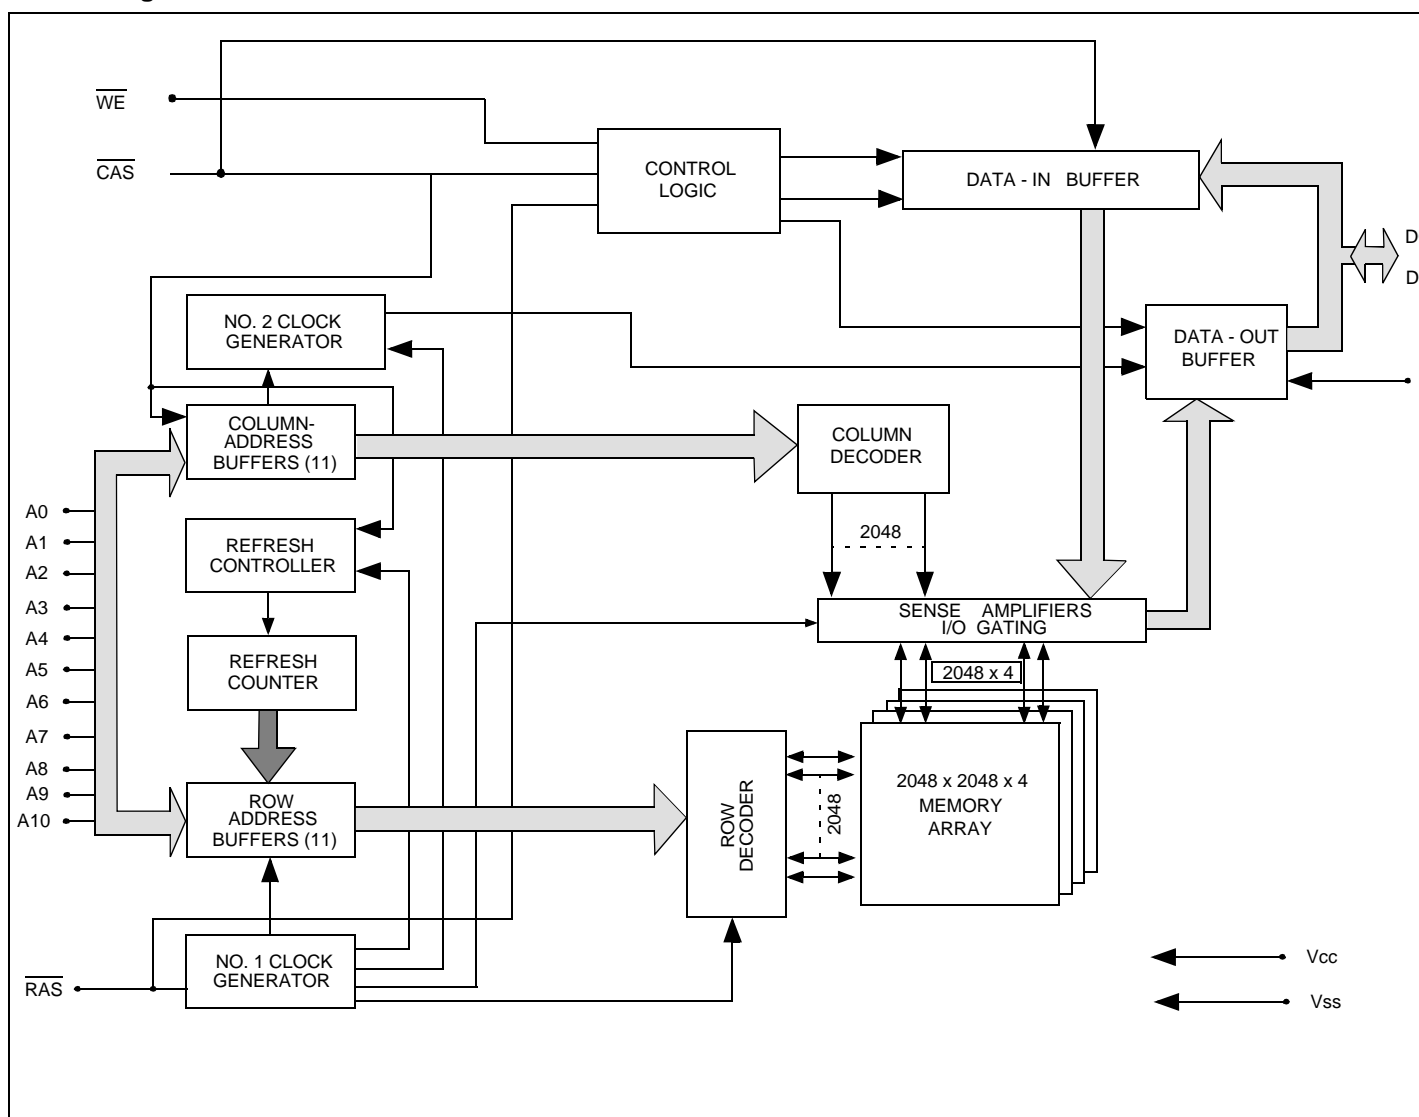 WE
CAS
CONTROL
LOGIC
DATA - IN BUFFER
D
D
NO. 2 CLOCK
GENERATOR
DATA - OUT
BUFFER
COLUMN-
ADDRESS
BUFFERS (11)
COLUMN
DECODER
A0
A1
A2
A3
A4
A5
A6
A7
A8
A9
A10
REFRESH
CONTROLLER
2048
SENSE AMPLIFIERS
I/O GATING
REFRESH
COUNTER
2048 x 4
ROW
ADDRESS
BUFFERS (11)
ROW
DECODER
2048
2048 x 2048 x 4
MEMORY
ARRAY
NO. 1 CLOCK
GENERATOR
RAS
Vcc
Vss